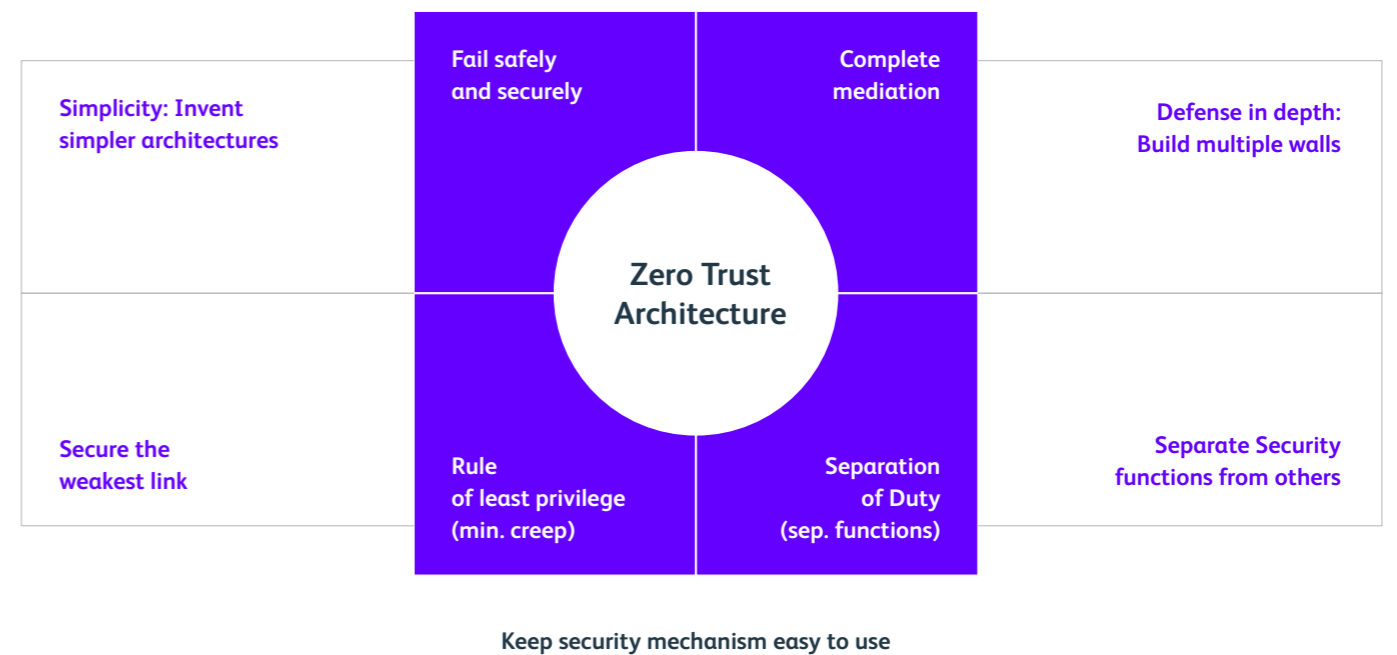 Fail safely
and securely
Complete
mediation
Simplicity: Invent
simpler architectures
Defense in depth:
Build multiple walls
Zero Trust
Architecture
Secure the
weakest link
Rule
of least privilege
(min. creep)
Separation
of Duty
(sep. functions)
Separate Security
functions from others
Keep security mechanism easy to use